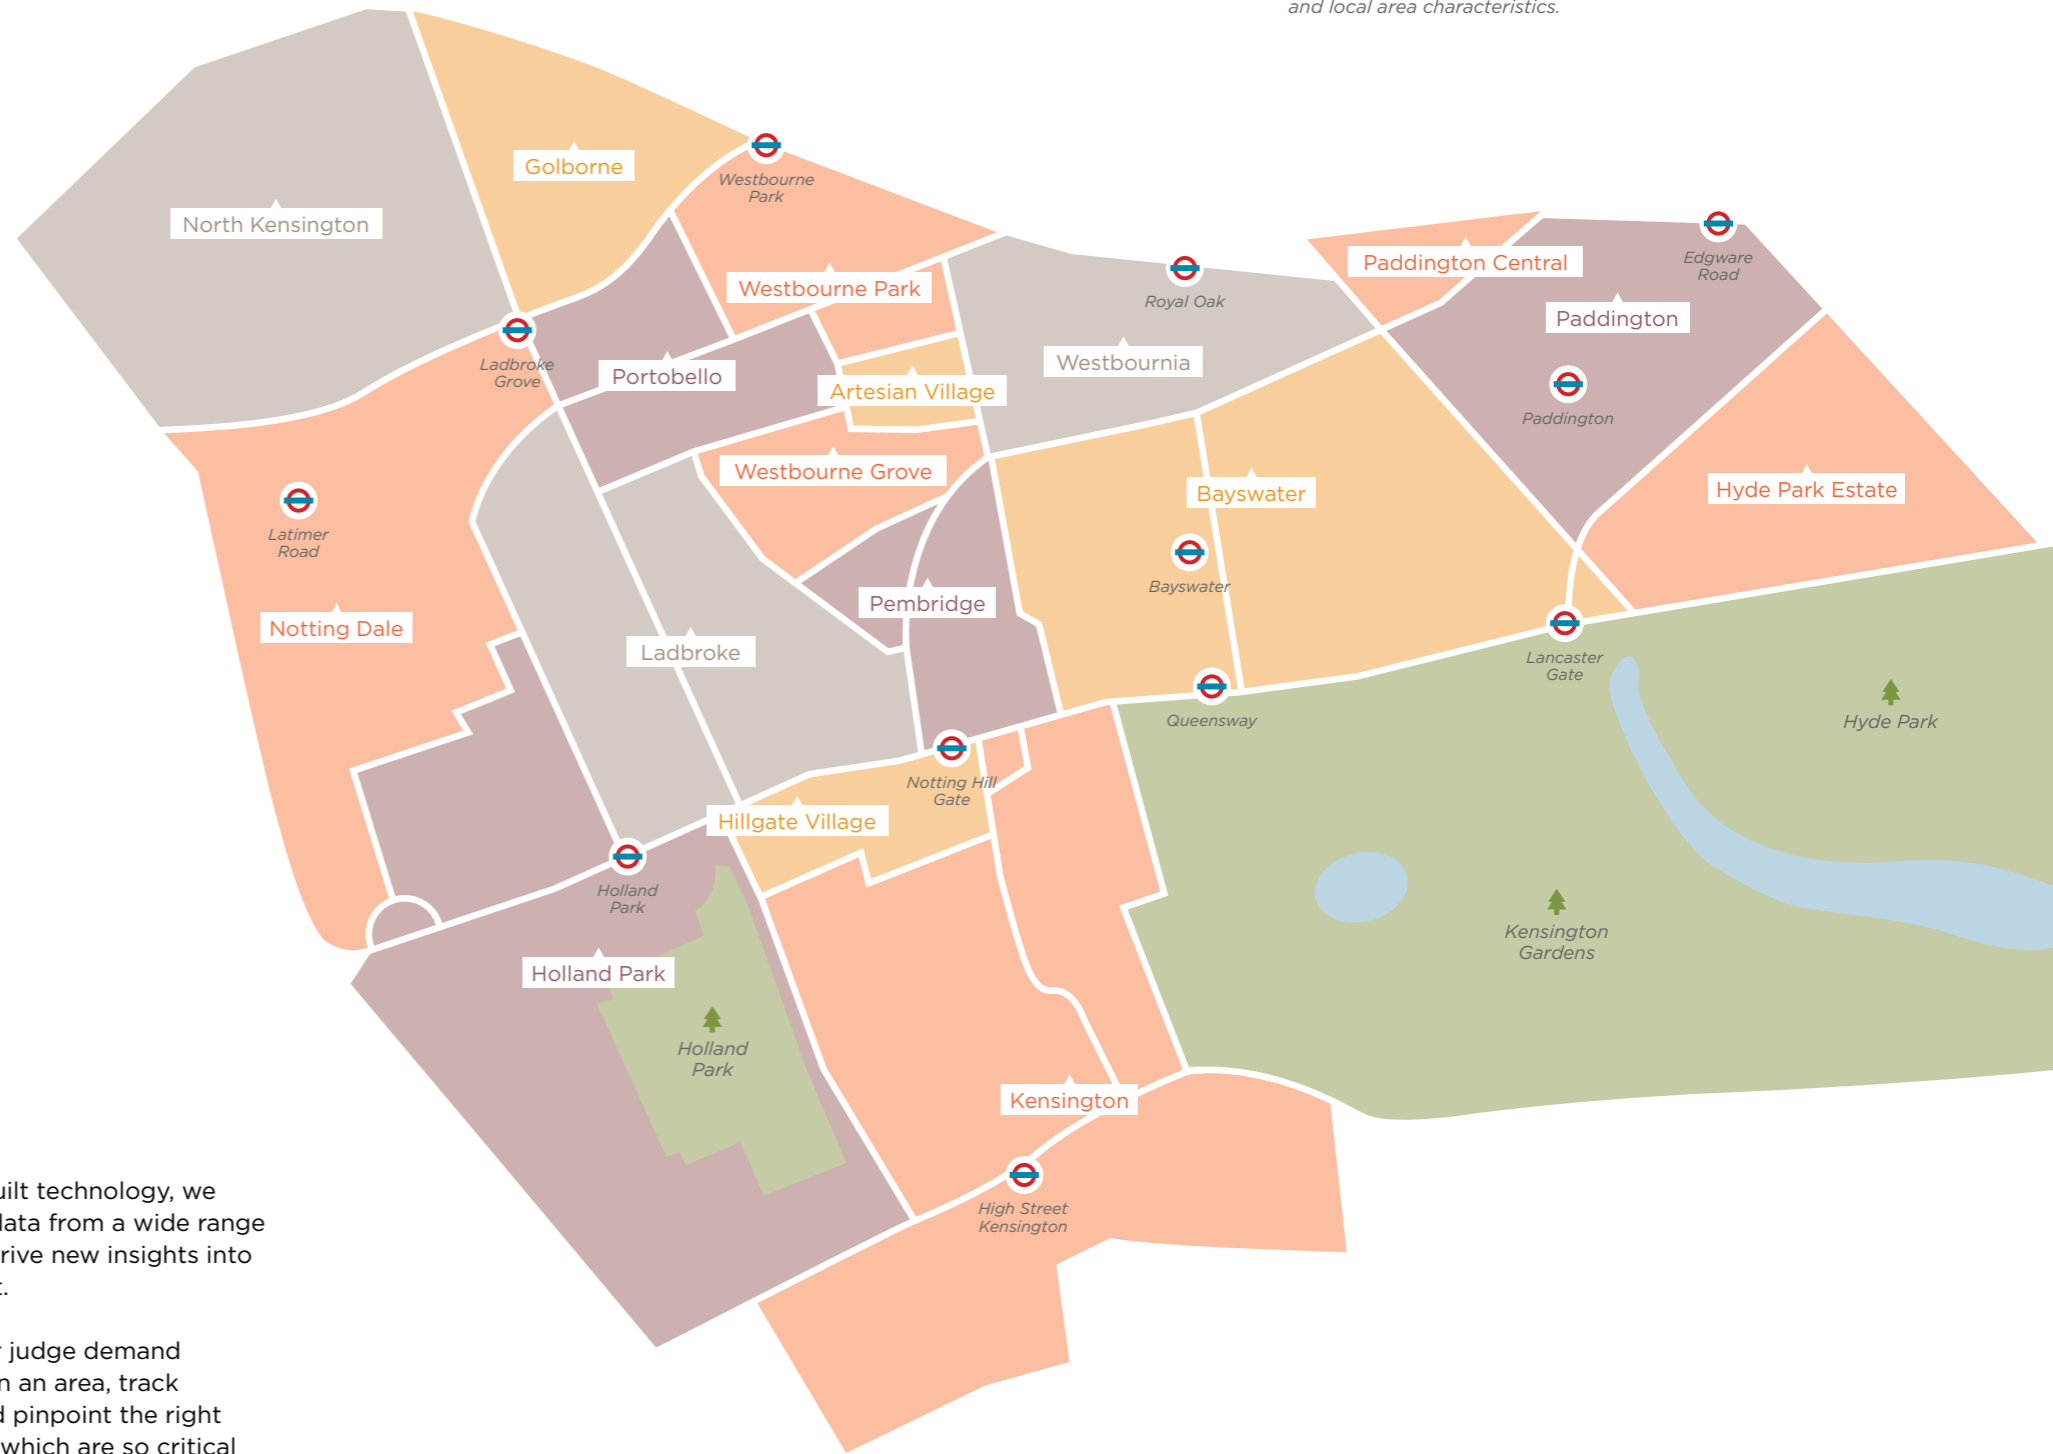 and local area characteristics.
Golborne
Westbourne
Park
North Kensington
Edgware
Road
Paddington Central
Westbourne Park
Royal Oak
Paddington
Ladbroke
Grove
Portobello
Westbournia
Artesian Village
Paddington
Westbourne Grove
Bayswater
Hyde Park Estate
Latimer
Road
Bayswater
Pembridge
Notting Dale
Ladbroke
Lancaster
Gate
Queensway
Hyde Park
Notting Hill
Gate
Hillgate Village
Holland
Park
Kensington
Gardens
Holland Park
Holland
Park
Kensington
High Street
Kensington
uilt technology, we
data from a wide range
rive new insights into
t.
r judge demand
n an area, track
d pinpoint the right
which are so critical